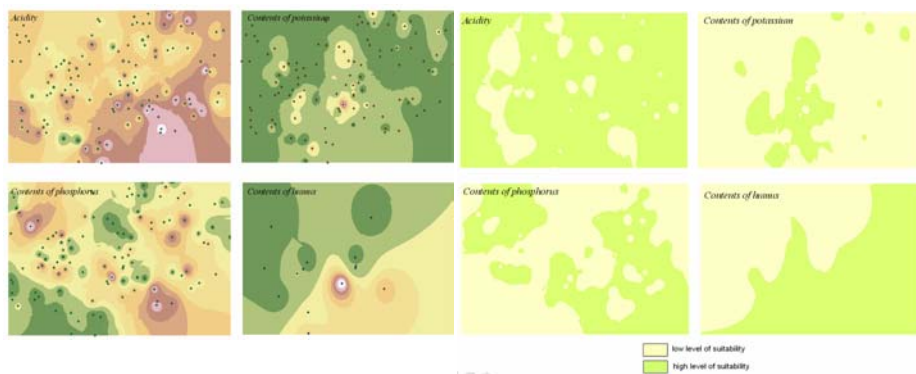 Acidity
Contents of potassium
Acidity
Contents of potassium
Contents of phosphorus
Contents of humus
Contents of phosphorus
Contents of humus
low level of suitability
high level of suitability